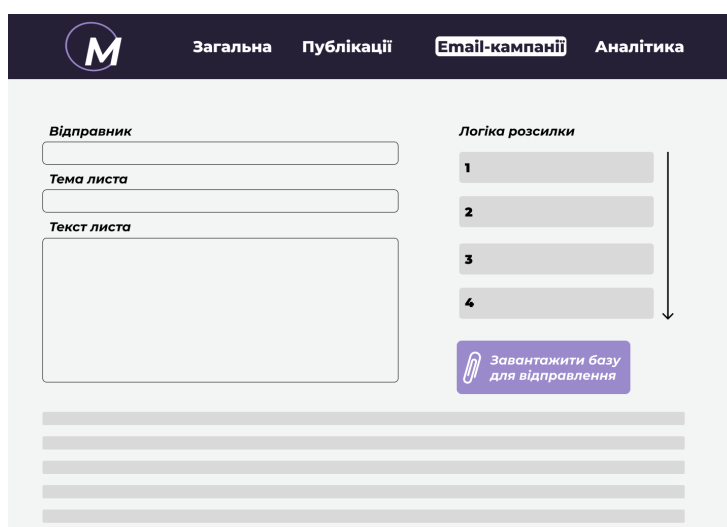 M
Загальна Публікації Email-кампанії Аналітика
Відправник
Тема листа
Текст листа
Логіка розсилки
1
2
3
4
Завантажити базу
для відправлення